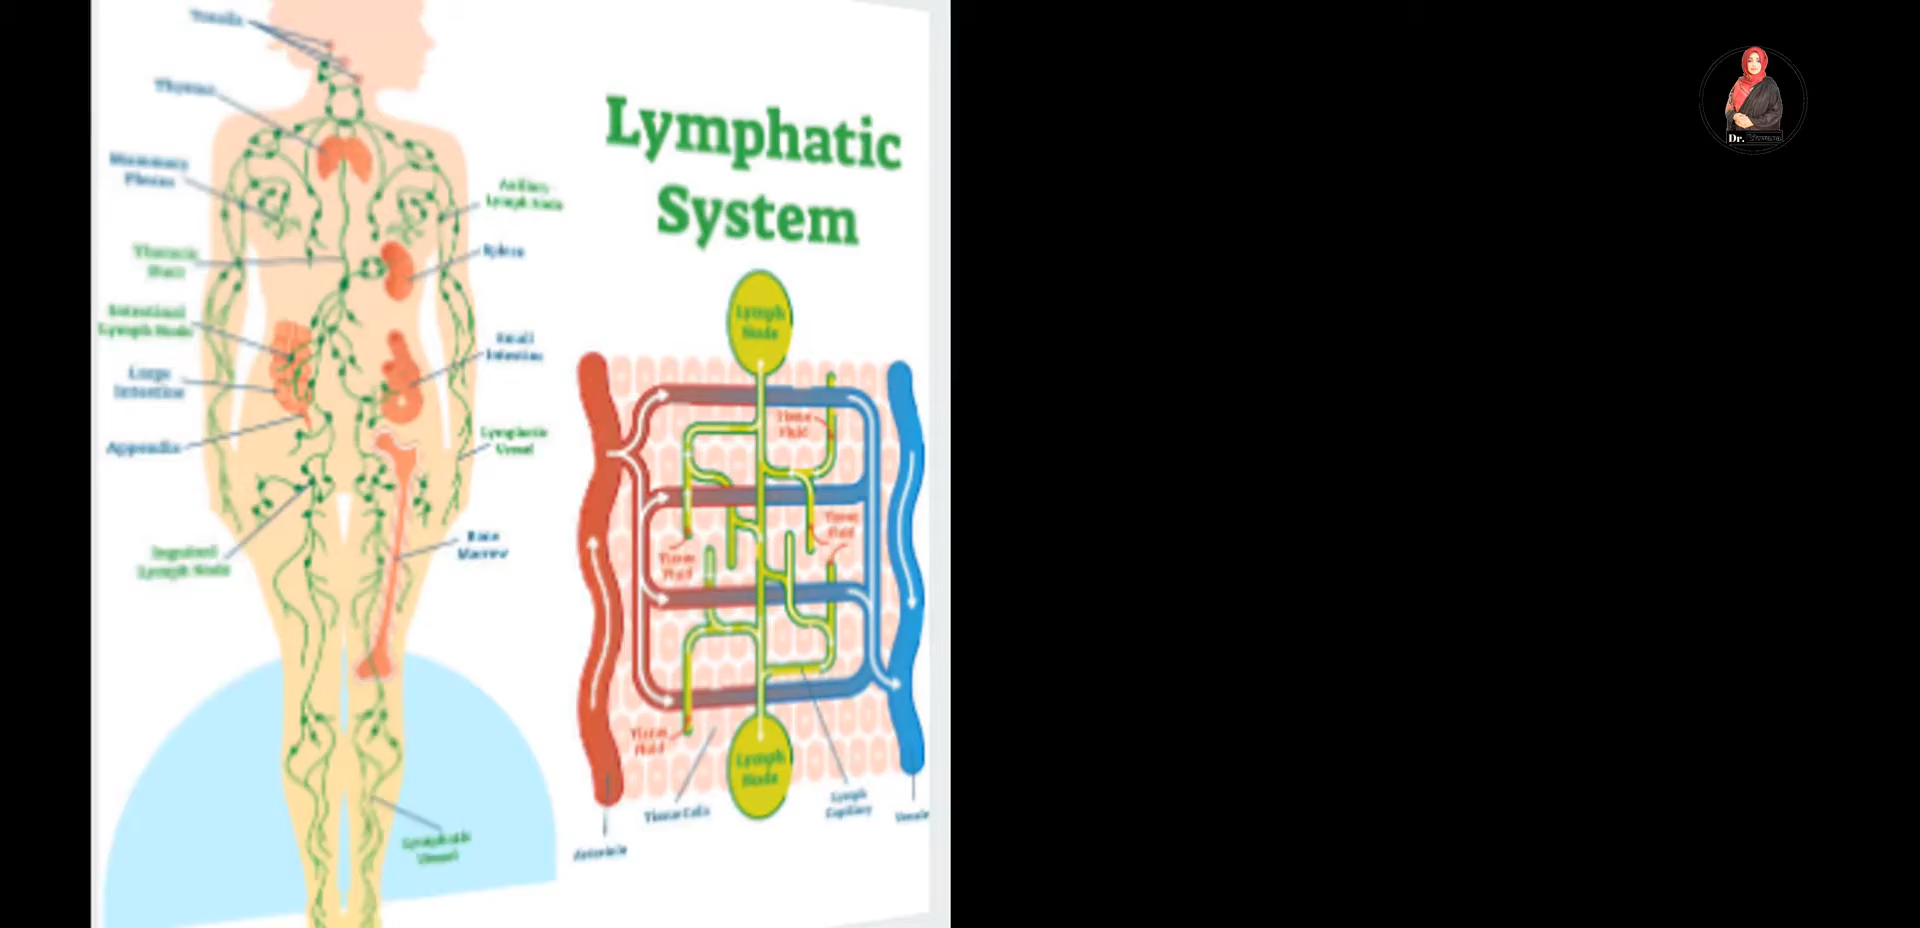 Tonsils
Thymus
Mammary
Plexus
Thoracic
Duct
Intestinal
Lymph Node
Large
Intestine
Appendix
Inguinal
Lymph Node
Axillary
Lymph Node
Spleen
Small
Intestine
Lymphatic
Vessel
Bone
Marrow
Lymphatic
Vessel
Lymphatic
System
Lymph
Node
Tissue
Fluid
Tissue
Fluid
Tissue
Fluid
Tissue
Fluid
Lymph
Node
Tissue Cells
Lymph
Capillary
Venule
Arteriole
Dr.